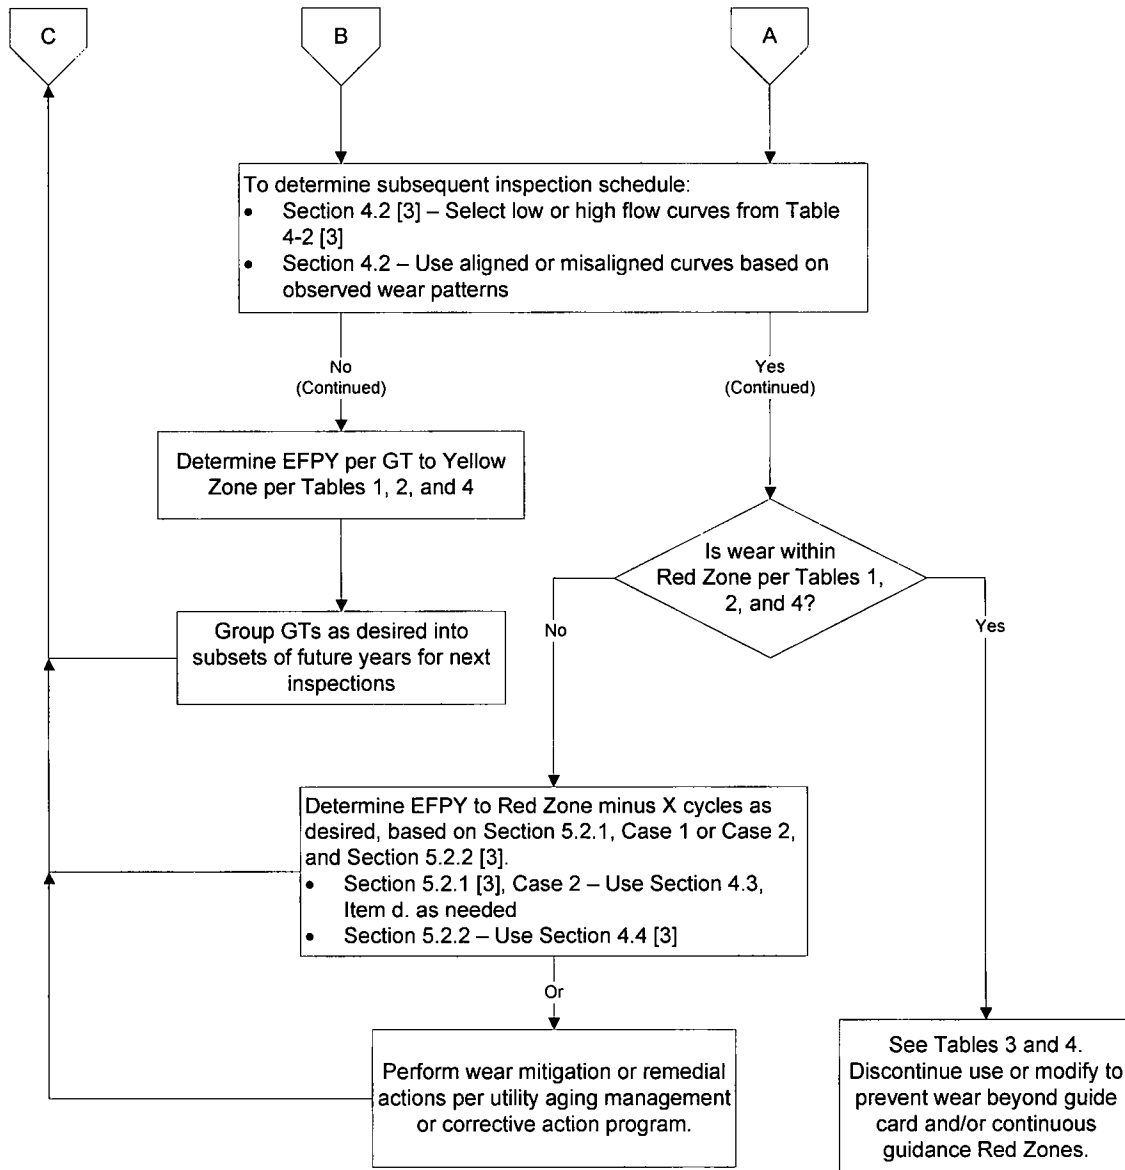 C
B
A
To determine subsequent inspection schedule:
• Section 4.2 [3] – Select low or high flow curves from Table
4-2 [3]
• Section 4.2 – Use aligned or misaligned curves based on
observed wear patterns
No
(Continued)
Yes
(Continued)
Determine EFPY per GT to Yellow
Zone per Tables 1, 2, and 4
Is wear within
Red Zone per Tables 1,
2, and 4?
Group GTs as desired into
subsets of future years for next
inspections
No
Yes
Determine EFPY to Red Zone minus X cycles as
desired, based on Section 5.2.1, Case 1 or Case 2,
and Section 5.2.2 [3].
• Section 5.2.1 [3], Case 2 – Use Section 4.3,
Item d. as needed
• Section 5.2.2 – Use Section 4.4 [3]
Or
Perform wear mitigation or remedial
actions per utility aging management
or corrective action program.
See Tables 3 and 4.
Discontinue use or modify to
prevent wear beyond guide
card and/or continuous
guidance Red Zones.